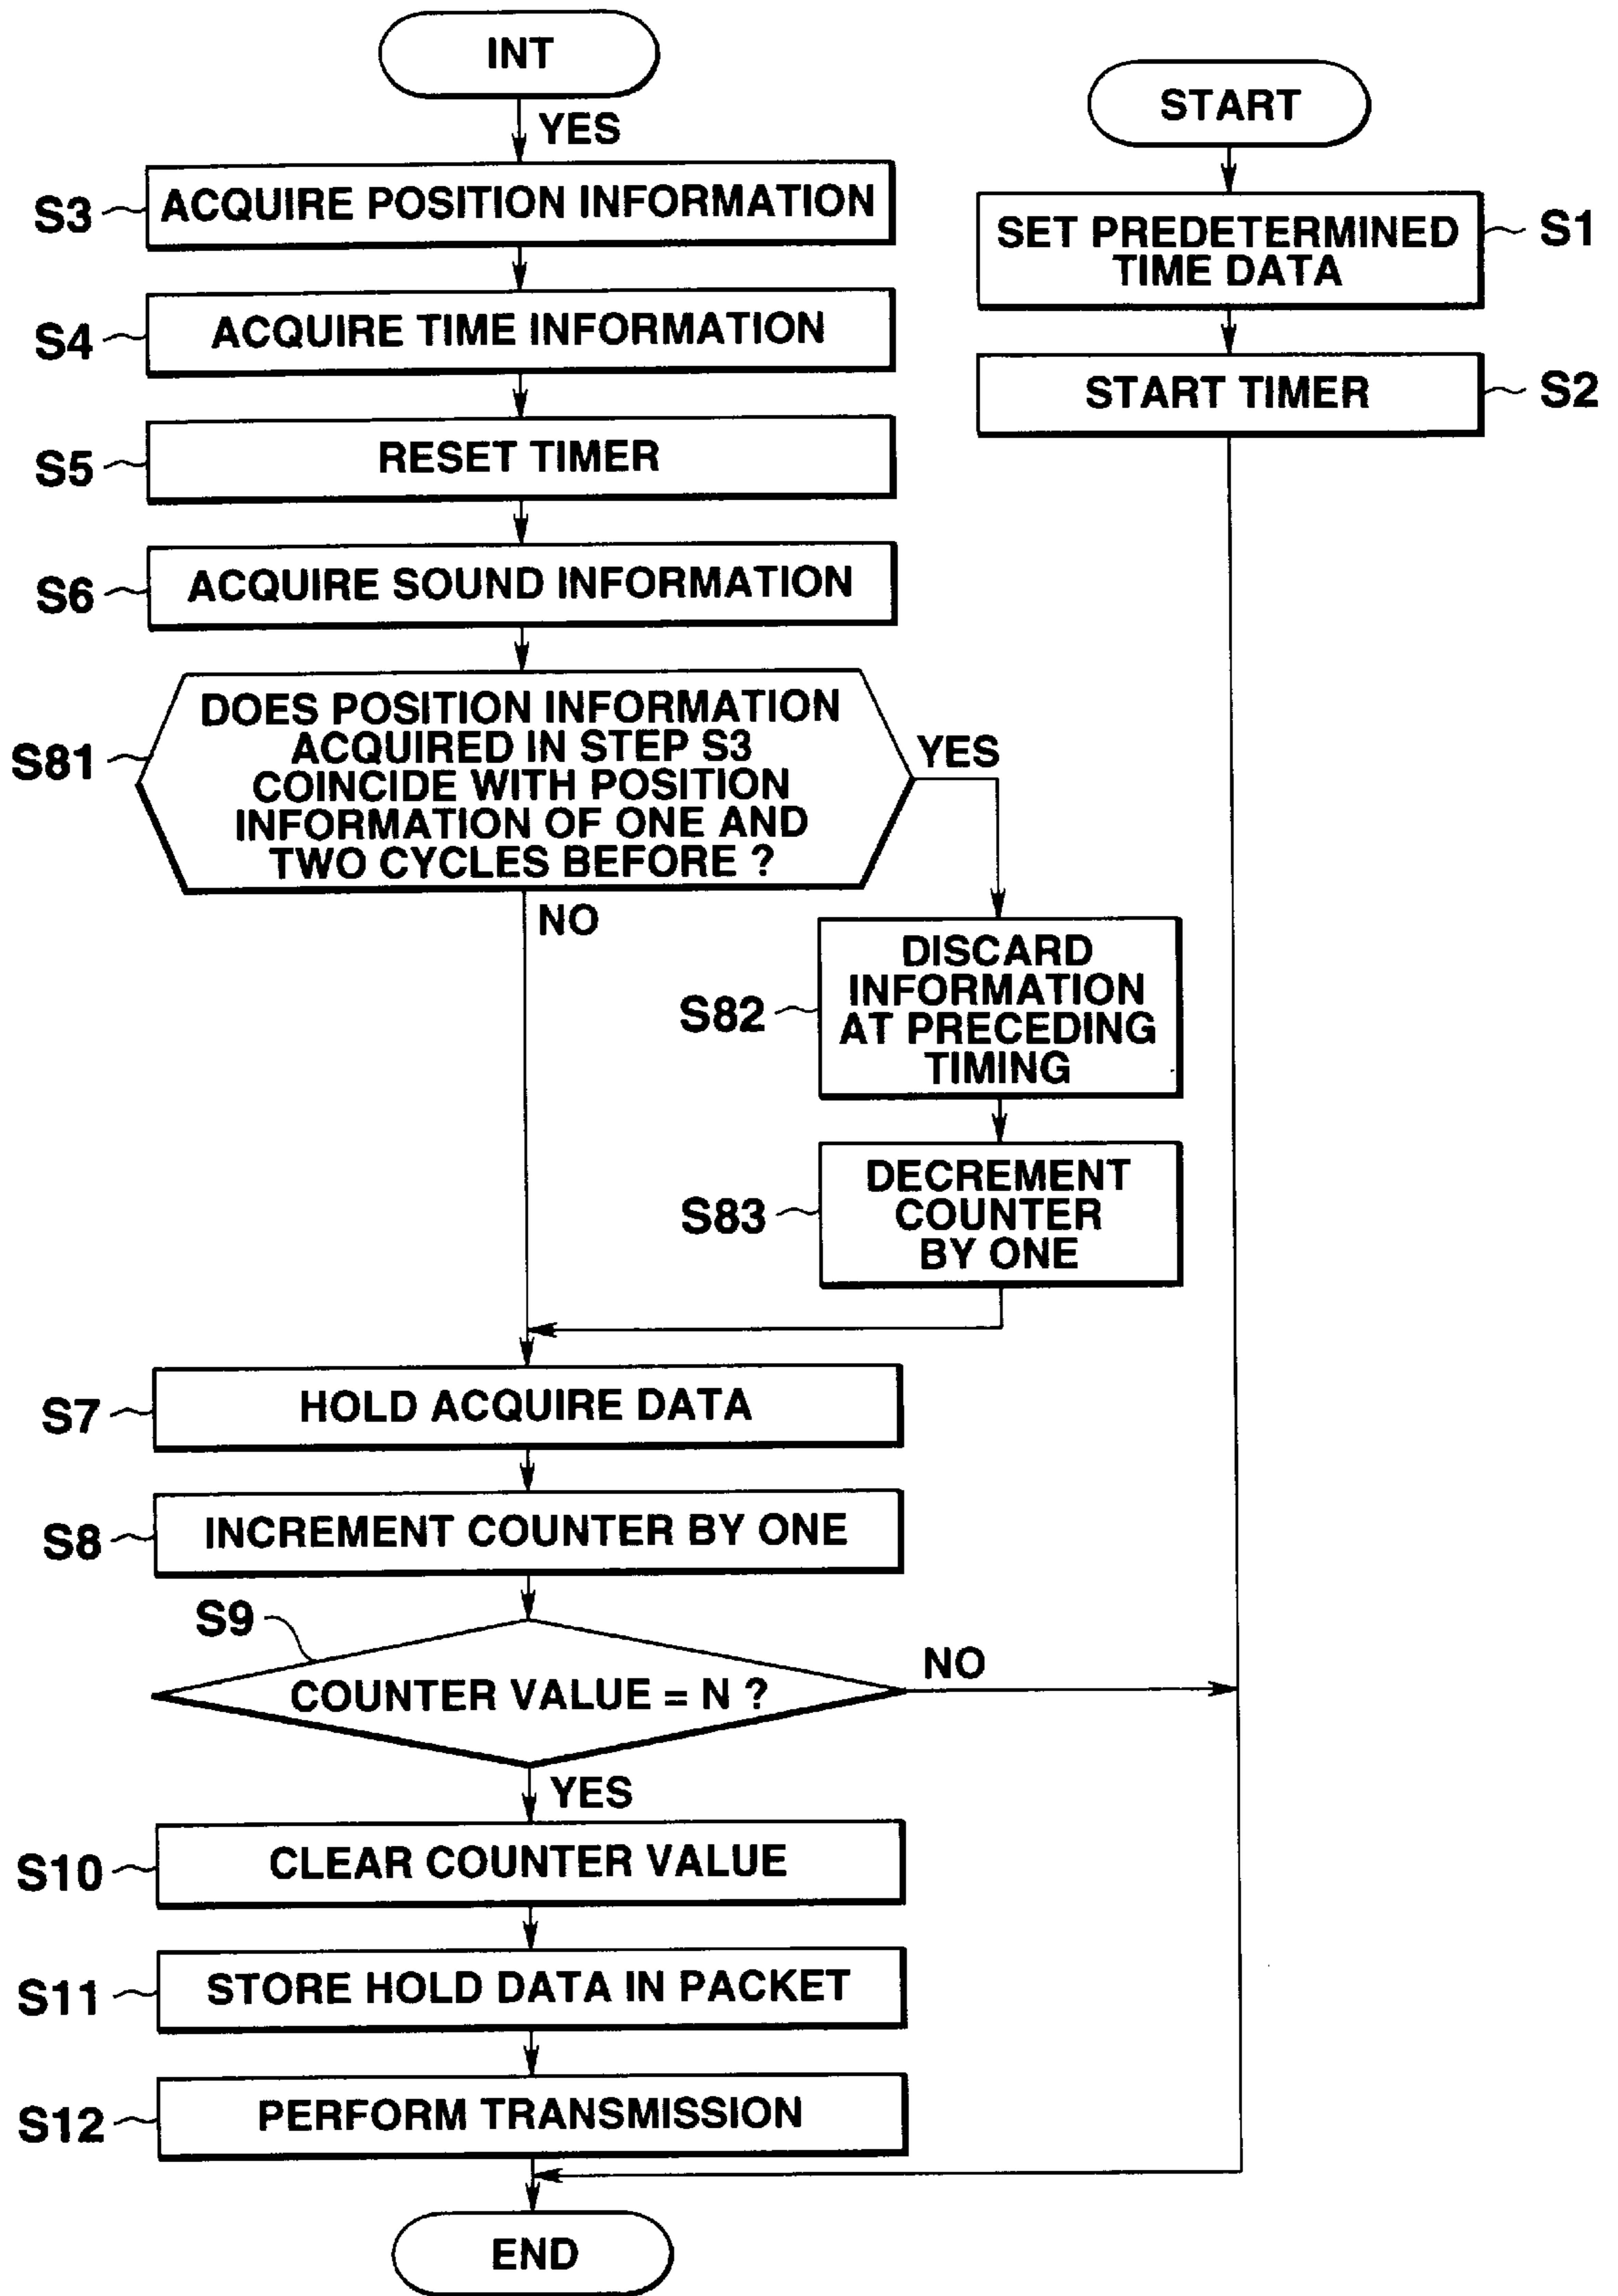 INT
YES
S3
ACQUIRE POSITION INFORMATION
S4
ACQUIRE TIME INFORMATION
S5
RESET TIMER
S6
ACQUIRE SOUND INFORMATION
S81
DOES POSITION INFORMATION
ACQUIRED IN STEP S3
COINCIDE WITH POSITION
INFORMATION OF ONE AND
TWO CYCLES BEFORE ?
YES
NO
S82
DISCARD
INFORMATION
AT PRECEDING
TIMING
S83
DECREMENT
COUNTER
BY ONE
S7
HOLD ACQUIRE DATA
S8
INCREMENT COUNTER BY ONE
S9
COUNTER VALUE = N ?
NO
YES
S10
CLEAR COUNTER VALUE
S11
STORE HOLD DATA IN PACKET
S12
PERFORM TRANSMISSION
END
START
SET PREDETERMINED
TIME DATA
S1
START TIMER
S2